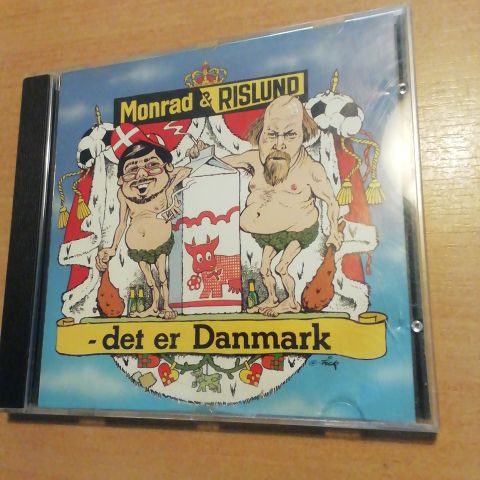 Monrad & RISLUND
- det er Danmark